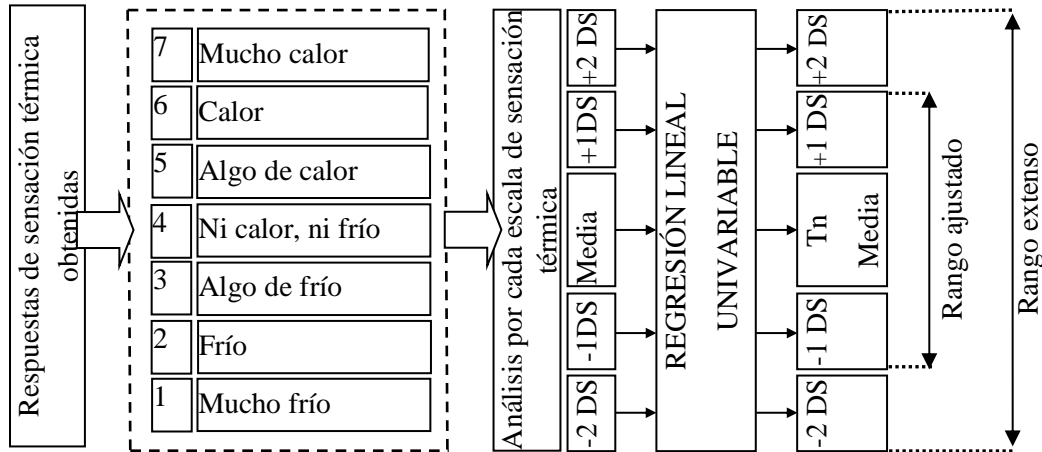 Respuestas de sensación térmica
obtenidas
7
Mucho calor
6
Calor
5
Algo de calor
4
Ni calor, ni frío
3
Algo de frío
2
Frío
1
Mucho frío
Análisis por cada escala de sensación
térmica
+2 DS
+1DS
Media
-1DS
-2 DS
REGRESIÓN LINEAL
UNIVARIABLE
+2 DS
+1 DS
Tn
Media
-1 DS
-2 DS
Rango ajustado
Rango extenso